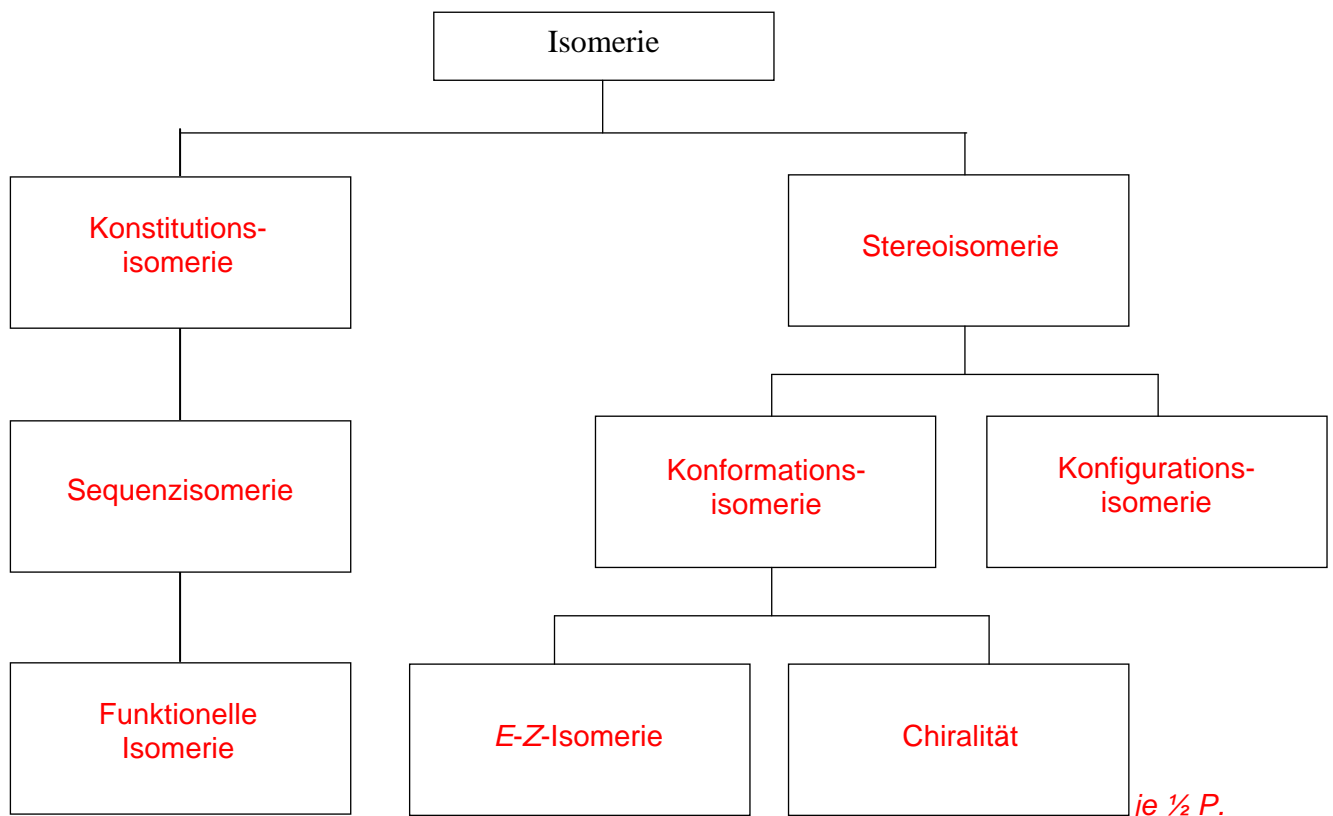 Isomerie
Konstitutions-
isomerie
Stereoisomerie
Sequenzisomerie
Konformations-
isomerie
Konfigurations-
isomerie
Funktionelle
Isomerie
E-Z-Isomerie
Chiralität
je ½ P.